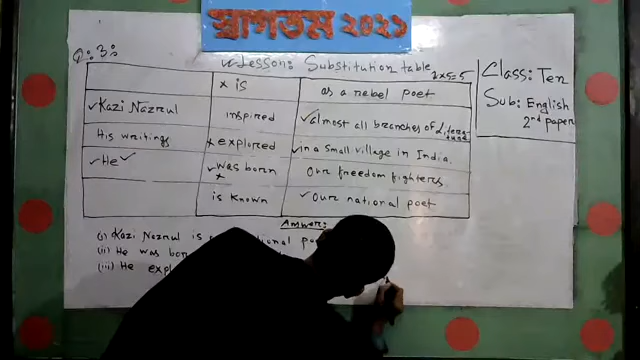 স্বাগতম ২০২১
Q: 3:
Lesson: Substitution table
1x5=5
Class: Ten
Sub: English
2nd paper
x is
as a rebel poet
Kazi Nazrul
inspired
almost all branches of Literature
His writings
explored
in a small village in India.
He
was born
our freedom fighters.
is known
our national poet
Answer:
(i) Kazi Nazrul is
(ii) He was born
(iii) He